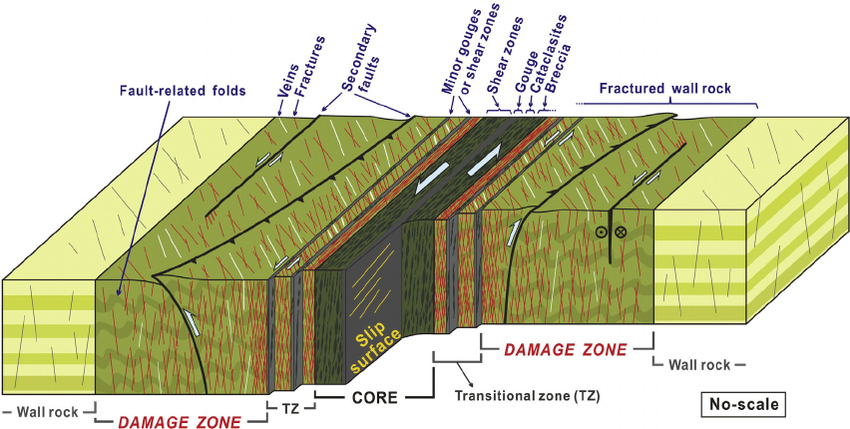 Fault-related folds
Veins
Fractures
Secondary
faults
Minor gouges
or shear zones
Shear zones
Gouge
Cataclasites
Breccia
Fractured wall rock
Slip
surface
Wall rock
DAMAGE ZONE
TZ
CORE
Transitional zone (TZ)
DAMAGE ZONE
Wall rock
No-scale